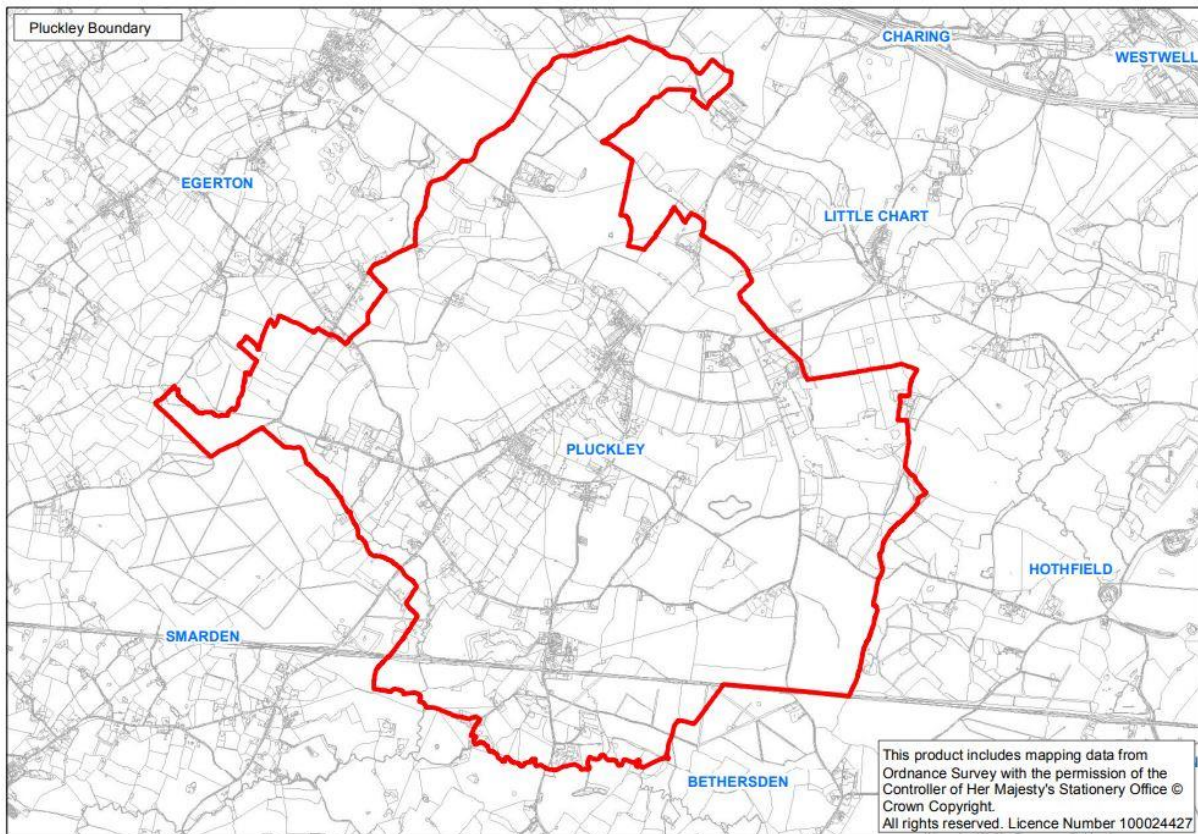 Pluckley Boundary
CHARING
WESTWELL
EGERTON
LITTLE CHART
PLUCKLEY
HOTHFIELD
SMARDEN
BETHERSDEN
This product includes mapping data from
Ordnance Survey with the permission of the
Controller of Her Majesty's Stationery Office ©
Crown Copyright.
All rights reserved. Licence Number 100024427